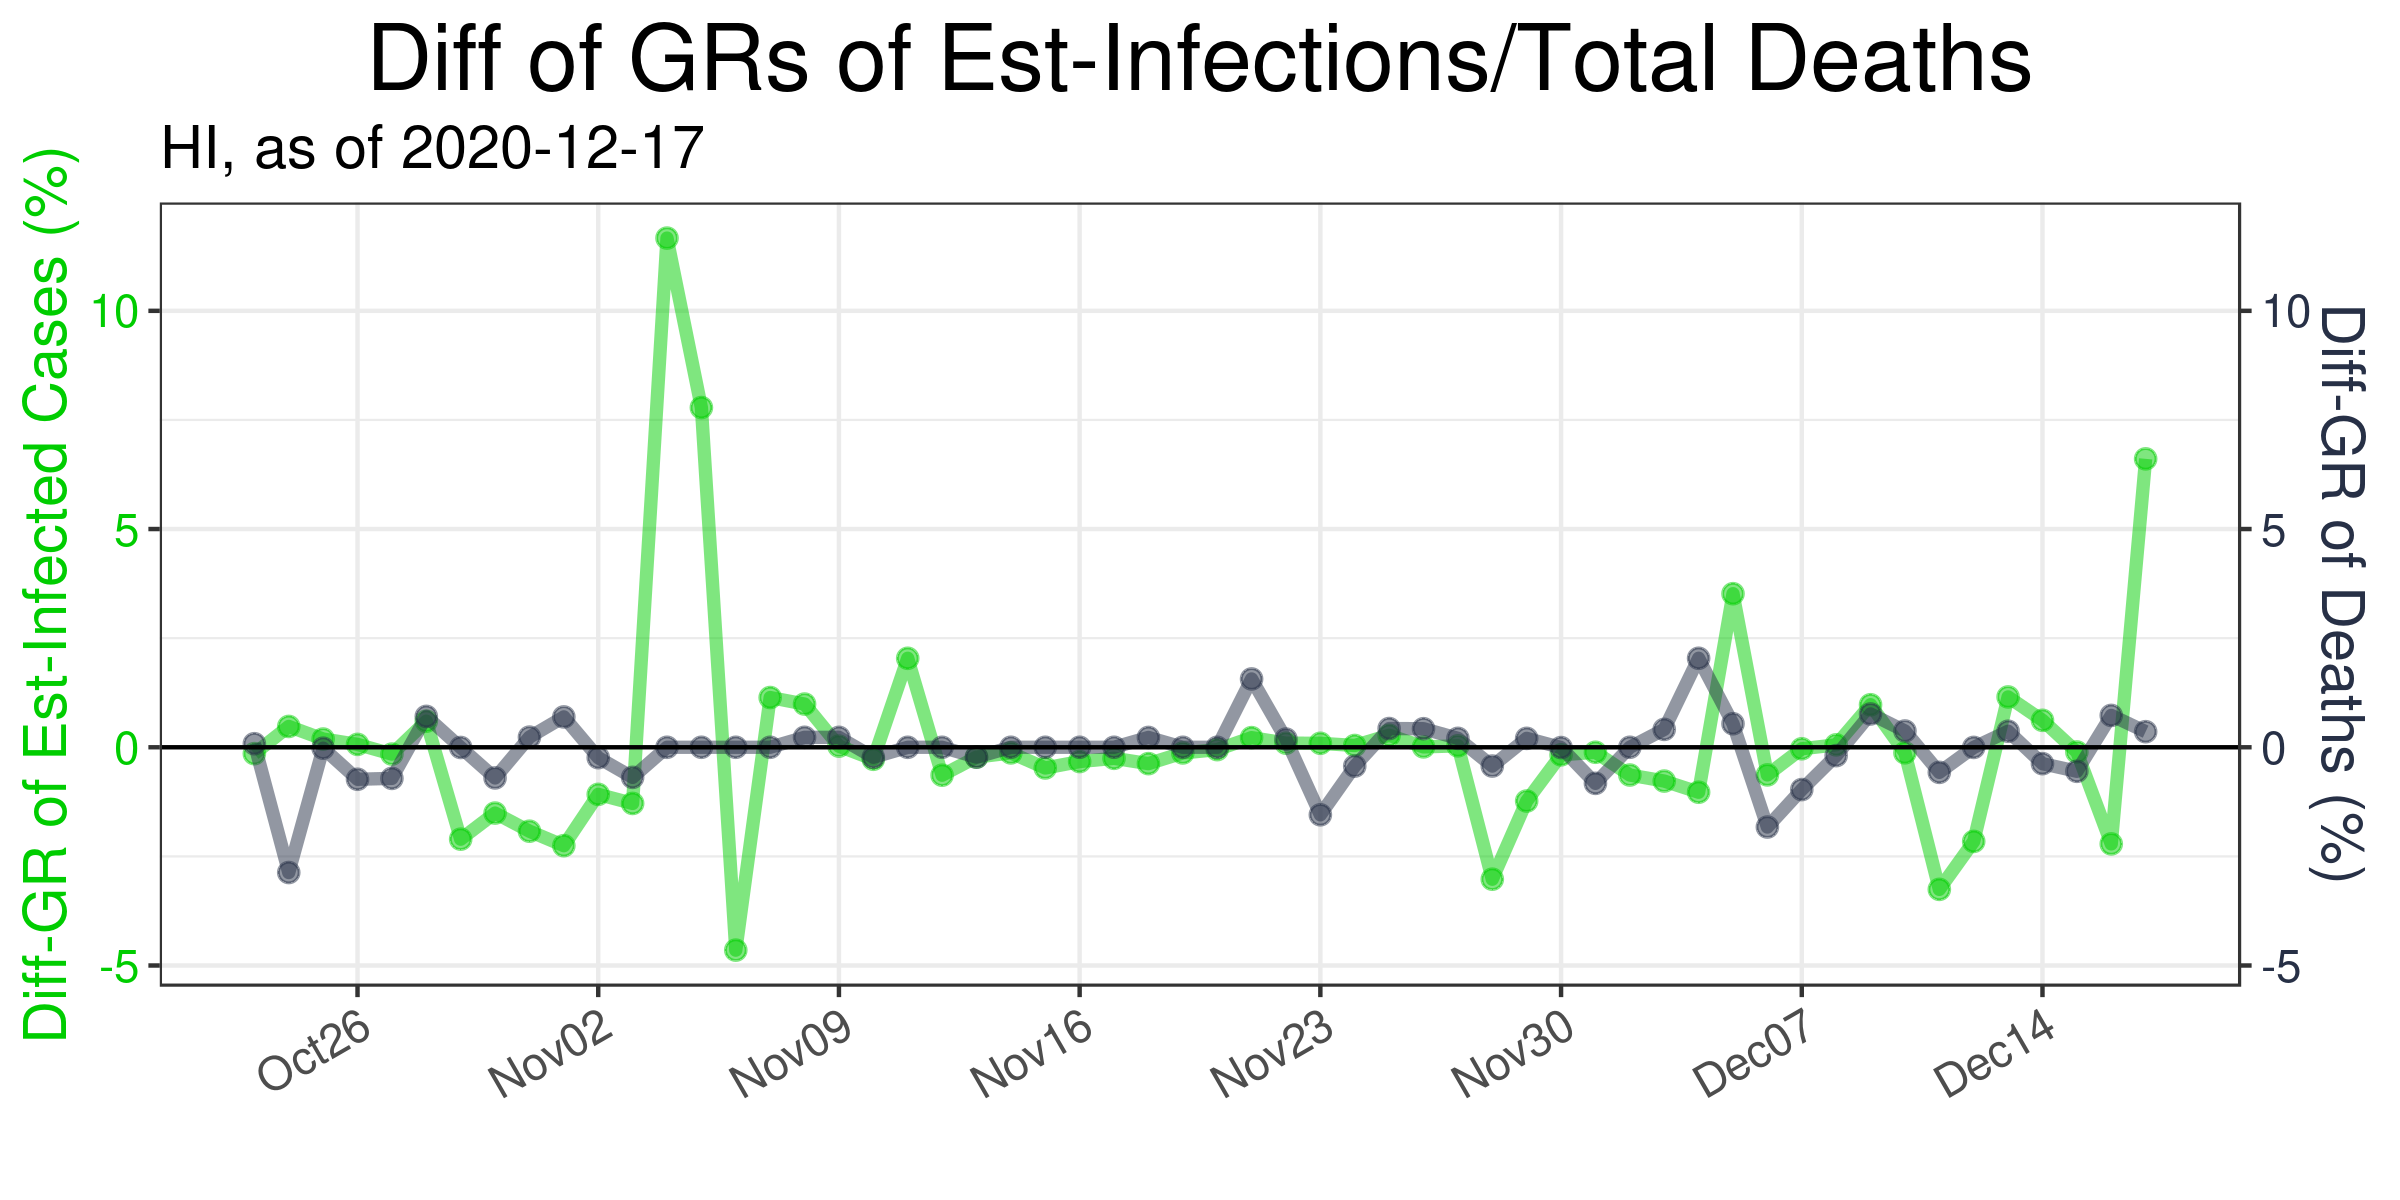 Diff of GRs of Est-Infections/Total Deaths
HI, as of 2020-12-17
Diff-GR of Est-Infected Cases (%)
10
5
0
-5
10
5
0
-5
Diff-GR of Deaths (%)
Oct26
Nov02
Nov09
Nov16
Nov23
Nov30
Dec07
Dec14